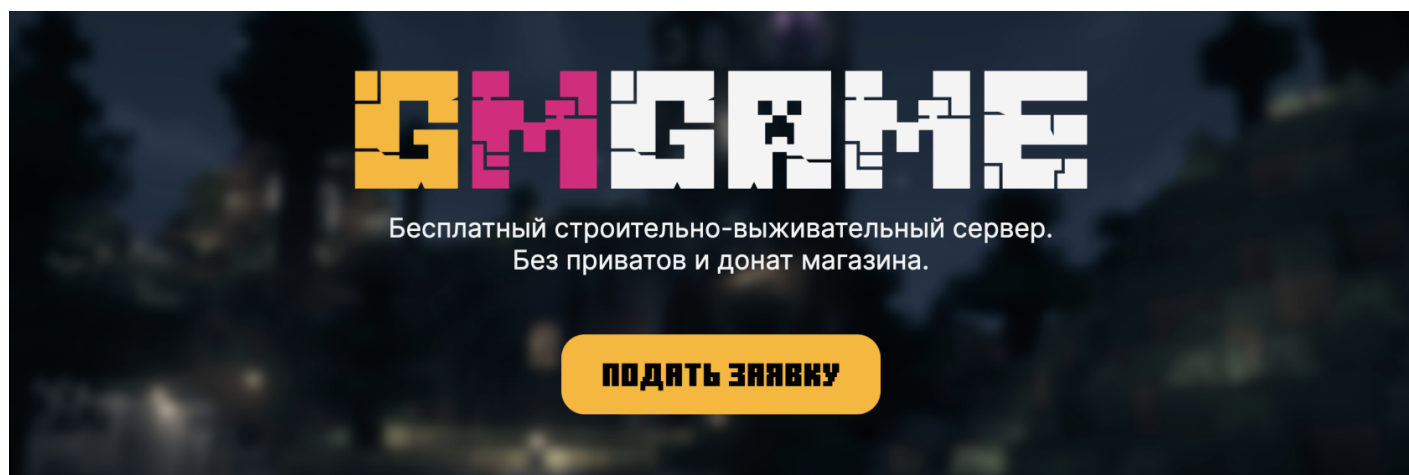 GMGAME
Бесплатный строительно-выживательный сервер.
Без приватов и донат магазина.
ПОДАТЬ ЗАЯВКУ